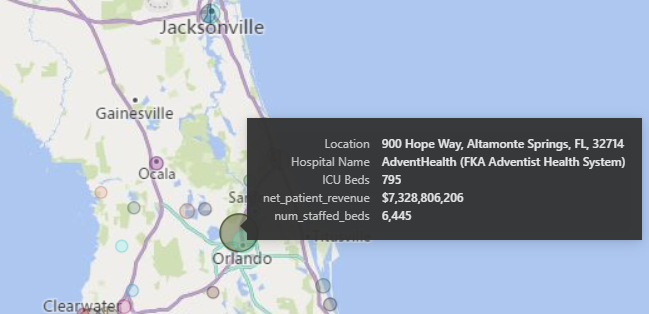 Jacksonville
Gainesville
Location 900 Hope Way, Altamonte Springs, FL, 32714
Hospital Name AdventHealth (FKA Adventist Health System)
Ocala
ICU Beds 795
net_patient_revenue $7,328,806,206
num_staffed_beds 6,445
Orlando
Clearwater